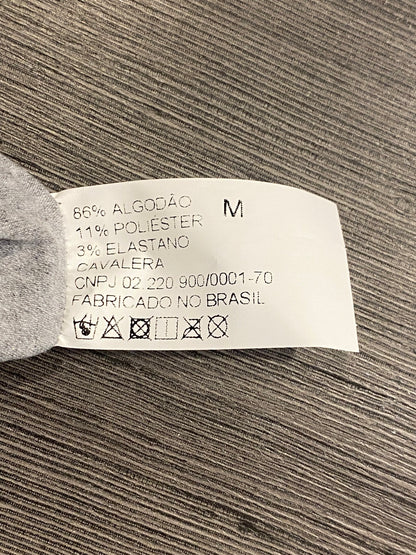 86% ALGODÃO M
11% POLIÉSTER
3% ELASTANO
CAVALERA
CNPJ 02.220.900/0001-70
FABRICADO NO BRASIL